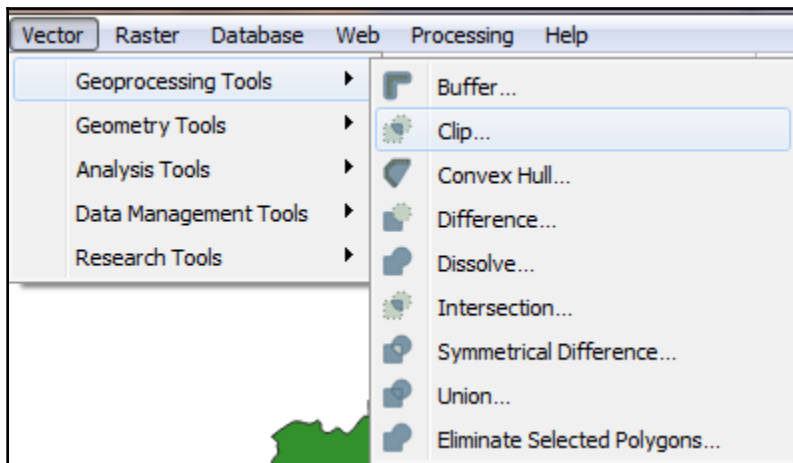 Vector Raster Database Web Processing Help
Geoprocessing Tools
Geometry Tools
Analysis Tools
Data Management Tools
Research Tools
Buffer...
Clip...
Convex Hull...
Difference...
Dissolve...
Intersection...
Symmetrical Difference...
Union...
Eliminate Selected Polygons...